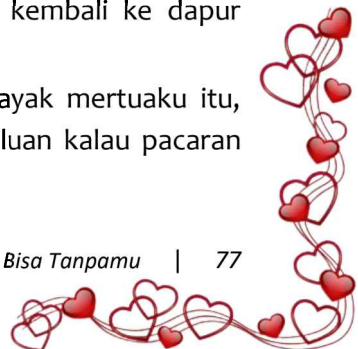 kembali ke dapur
ayak mertuaku itu,
luan kalau pacaran
Bisa Tanpamu | 77